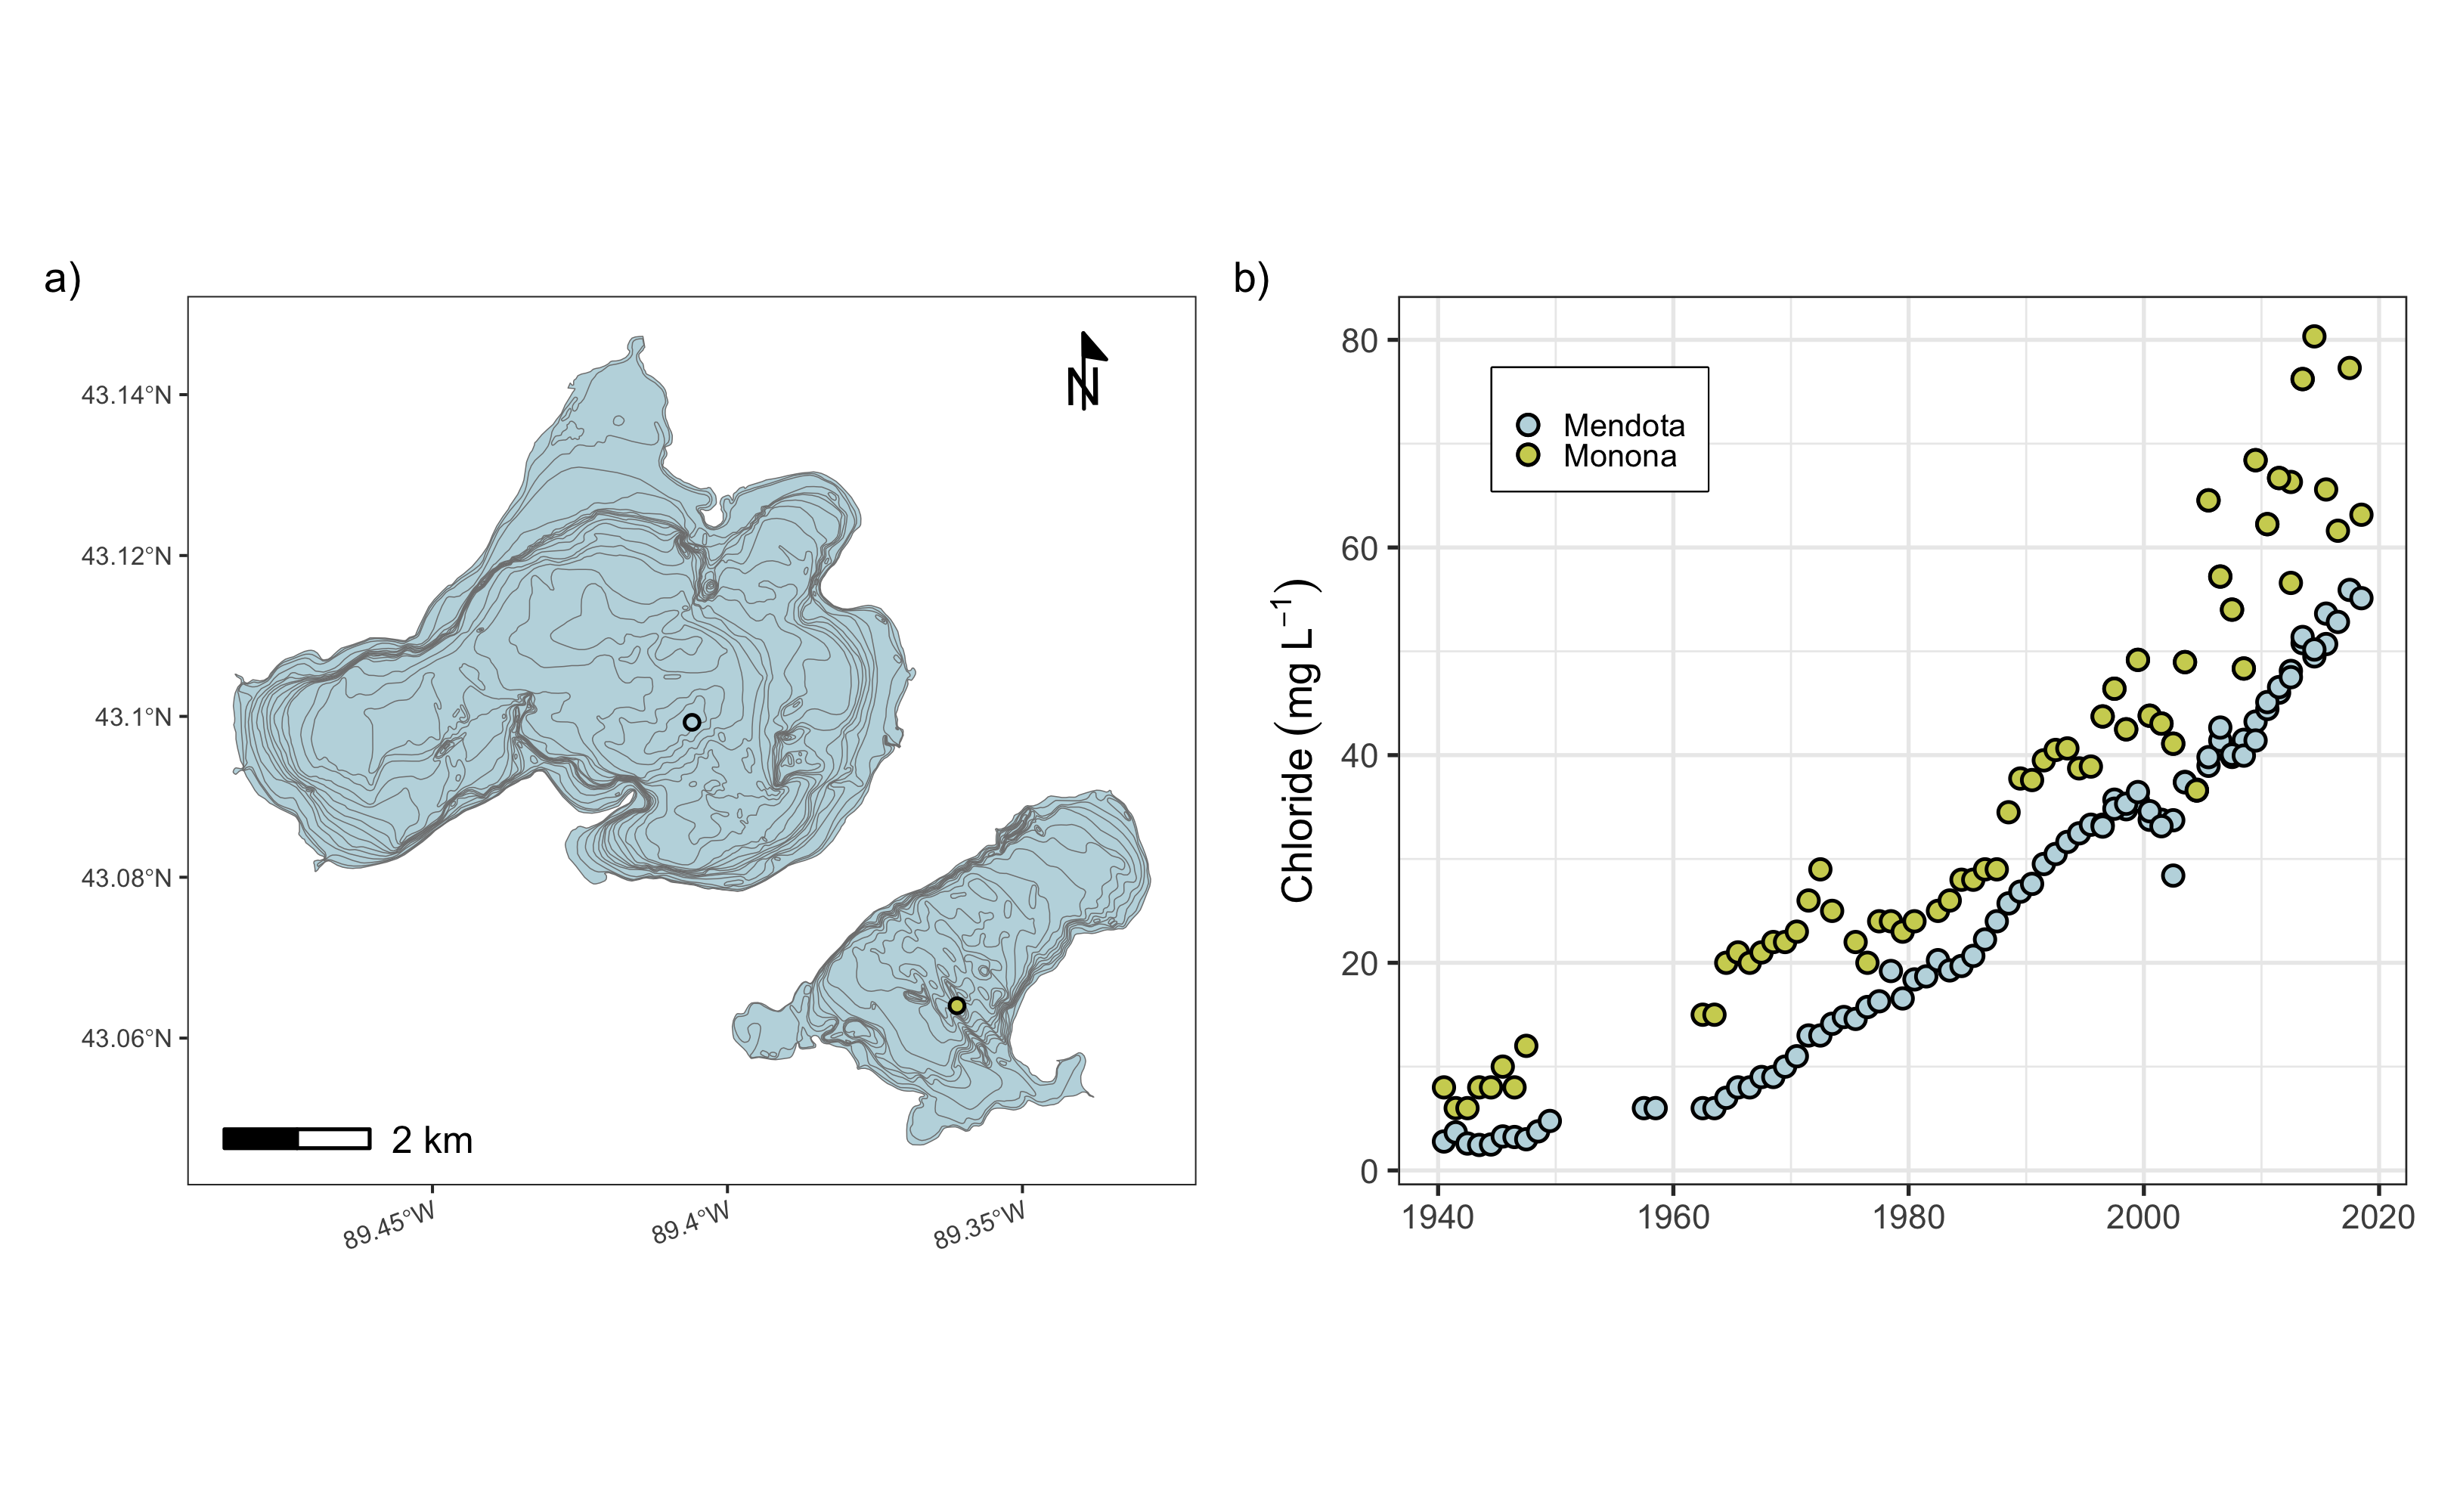 a)
N
43.14°N
43.12°N
43.1°N
43.08°N
43.06°N
2 km
89.45°W
89.4°W
89.35°W
b)
Chloride (mg L⁻¹)
80
60
40
20
0
Mendota
Monona
1940
1960
1980
2000
2020